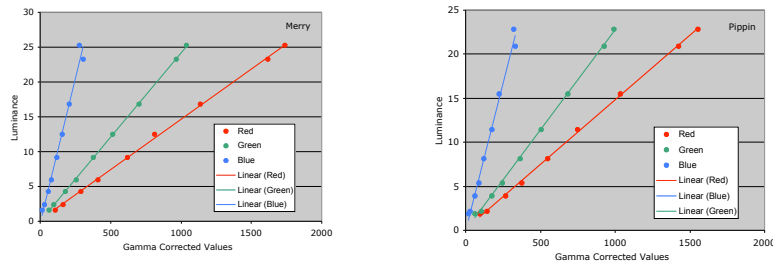 Merry
30
25
20
15
10
5
0
Luminance
0 500 1000 1500 2000
Gamma Corrected Values
Red
Green
Blue
Linear (Red)
Linear (Green)
Linear (Blue)
Pippin
25
20
15
10
5
0
Luminance
0 500 1000 1500 2000
Gamma Corrected Values
Red
Green
Blue
Linear (Red)
Linear (Blue)
Linear (Green)